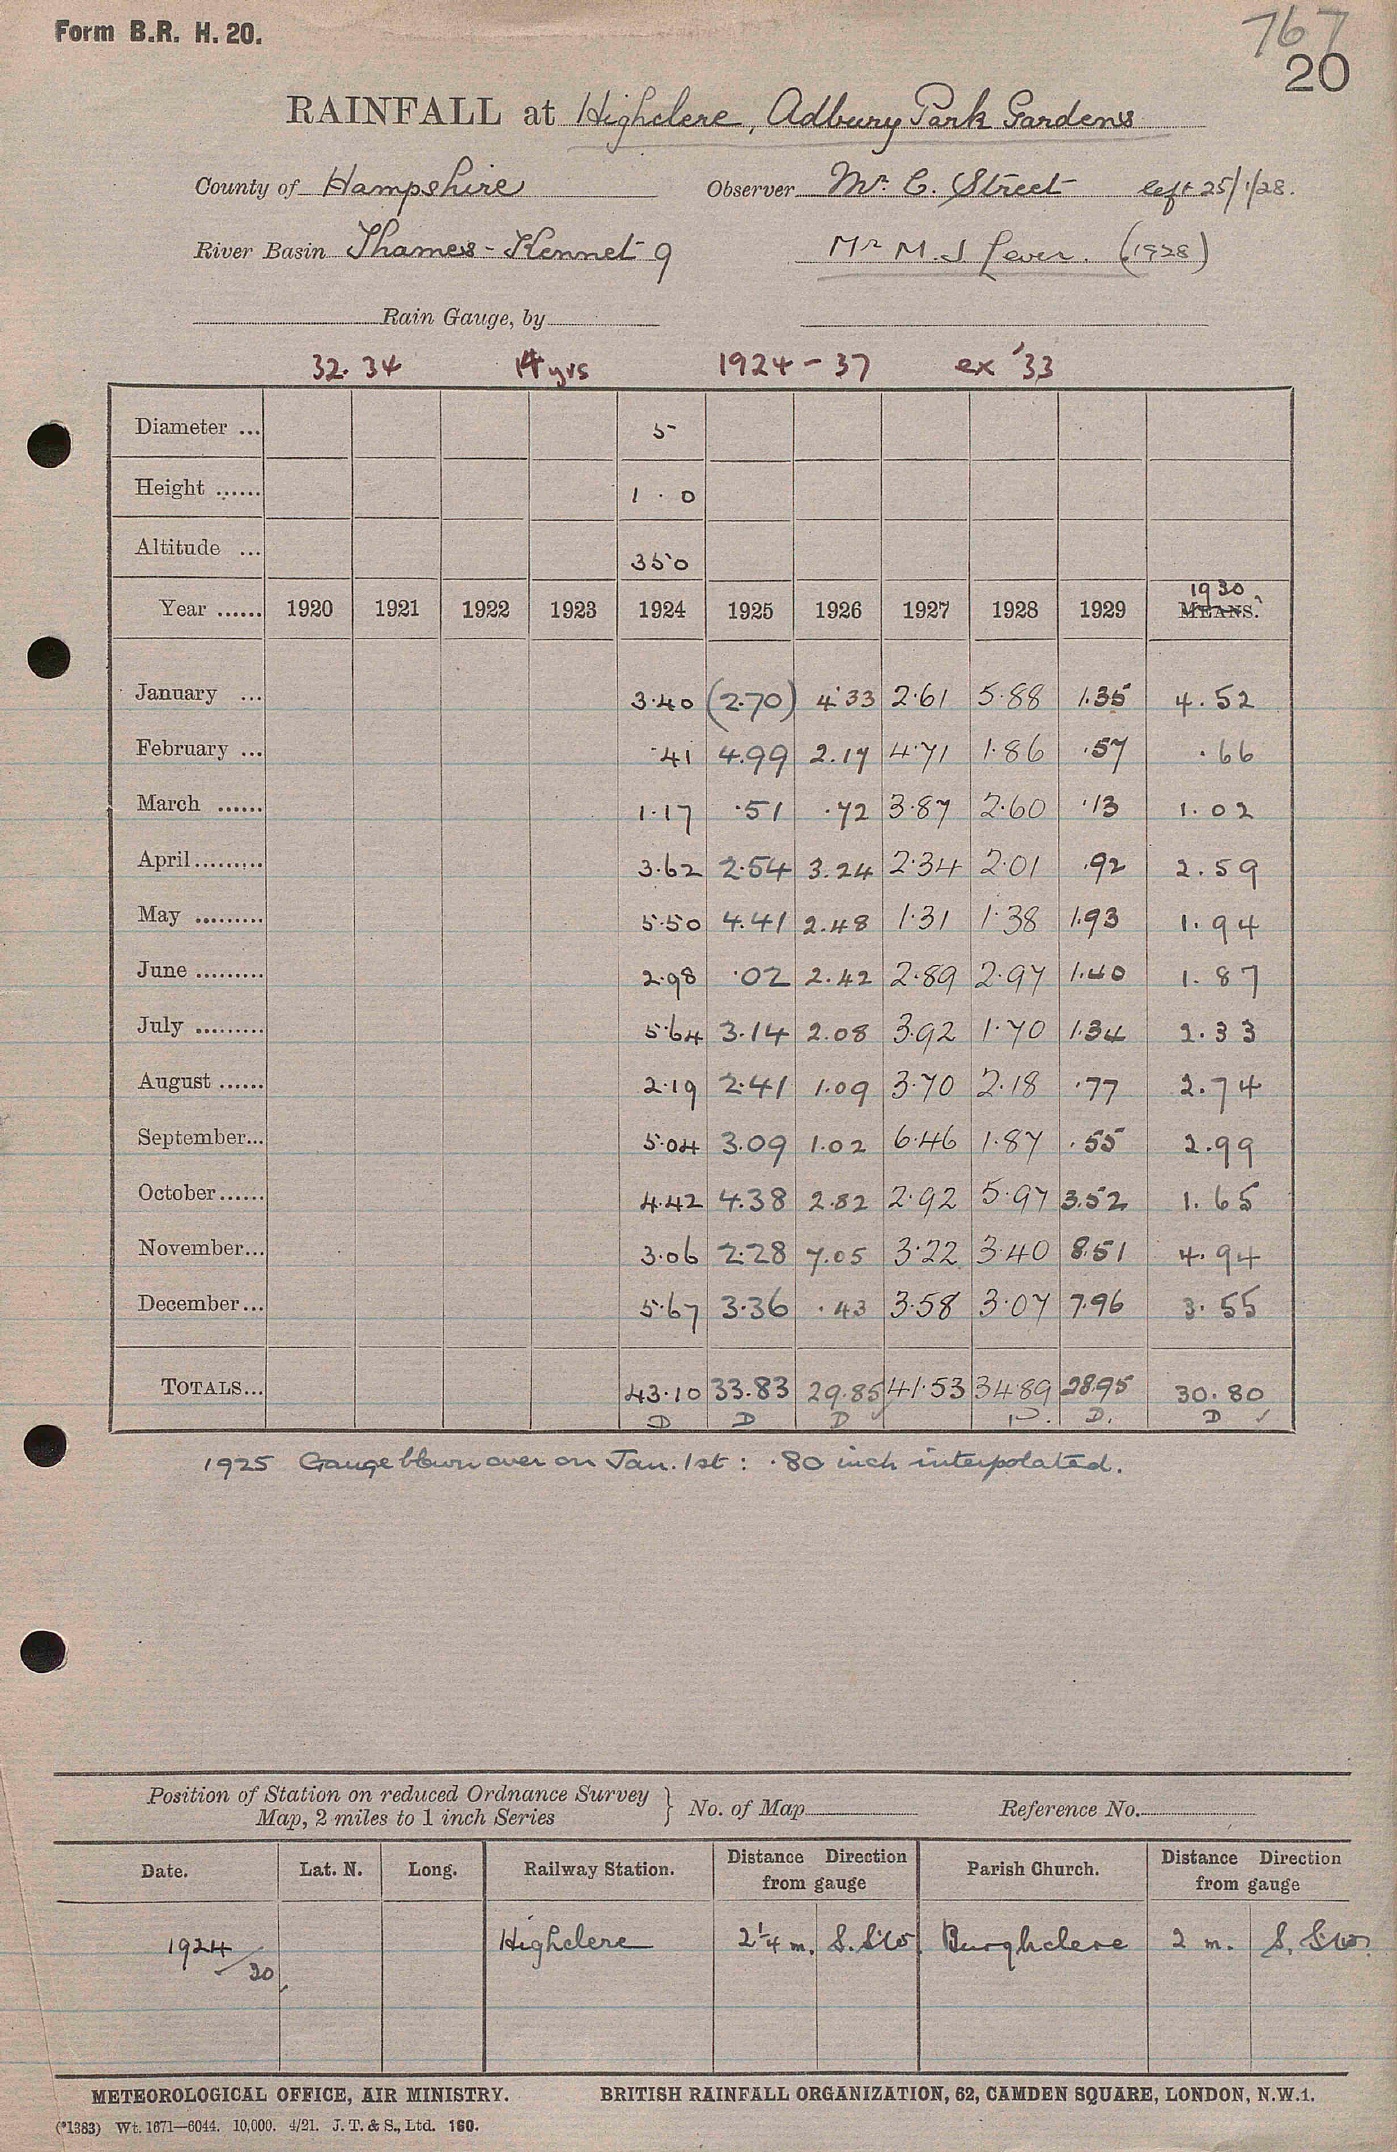 Form B.R. H. 20.
767
20
RAINFALL at Highclere, Adbury Park Gardens
County of Hampshire Observer Mr. C. Street left 25/1/28.
River Basin Thames - Kennet 9 Mr M. J Lever. (1928)
Rain Gauge, by
32.34 14 yrs 1924 - 37 ex '33
Diameter ... 5
Height ...... 1 . 0
Altitude ... 350
1930
Year ...... 1920 1921 1922 1923 1924 1925 1926 1927 1928 1929 MEANS.
January ... 3.40 (2.70) 4.33 2.61 5.88 1.35 4.52
February ... .41 4.99 2.17 4.71 1.86 .57 .66
March ...... 1.17 .51 .72 3.87 2.60 .13 1.02
April ......... 3.62 2.54 3.24 2.34 2.01 .92 2.59
May ......... 5.50 4.41 2.48 1.31 1.38 1.93 1.94
June ......... 2.98 .02 2.42 2.89 2.97 1.40 1.87
July ......... 5.64 3.14 2.08 3.92 1.70 1.34 2.33
August ...... 2.19 2.41 1.09 3.70 2.18 .77 2.74
September... 5.04 3.09 1.02 6.46 1.87 .55 2.99
October...... 4.42 4.38 2.82 2.92 5.97 3.52 1.65
November... 3.06 2.28 7.05 3.22 3.40 8.51 4.94
December... 5.67 3.36 .43 3.58 3.07 7.96 3.55
TOTALS... 43.10 33.83 29.85 41.53 34.89 28.95 30.80
D D D D. D. D ✓
1925 Gauge blown over on Jan. 1st : .80 inch interpolated.
Position of Station on reduced Ordnance Survey
Map, 2 miles to 1 inch Series } No. of Map Reference No.
Date. Lat. N. Long. Railway Station. Distance Direction from gauge Parish Church. Distance Direction from gauge
1924/30 Highclere 2¼ m. S. S'W Burghclere 2 m. S. S'W.
METEOROLOGICAL OFFICE, AIR MINISTRY. BRITISH RAINFALL ORGANIZATION, 62, CAMDEN SQUARE, LONDON, N.W.1.
(*1383) Wt. 1671—6044. 10,000. 4/21. J. T. & S., Ltd. 160.